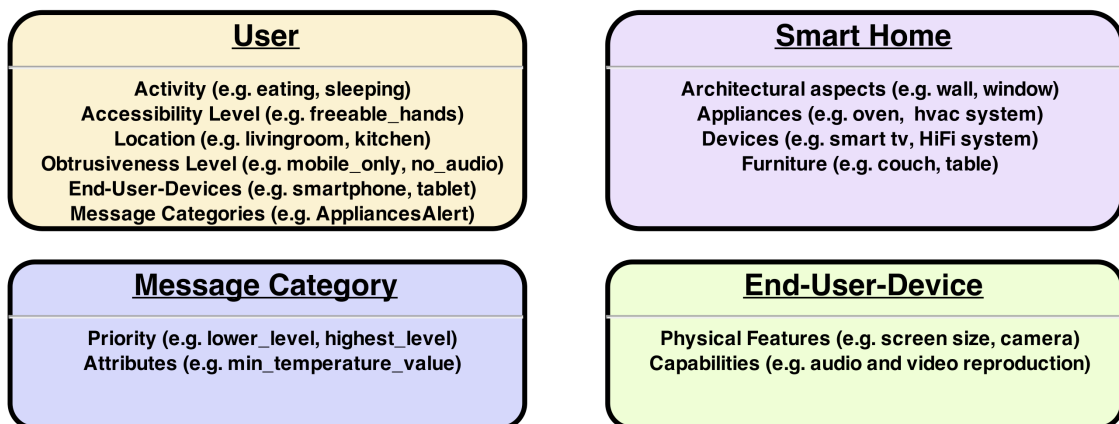 User
Activity (e.g. eating, sleeping)
Accessibility Level (e.g. freeable_hands)
Location (e.g. livingroom, kitchen)
Obtrusiveness Level (e.g. mobile_only, no_audio)
End-User-Devices (e.g. smartphone, tablet)
Message Categories (e.g. AppliancesAlert)
Smart Home
Architectural aspects (e.g. wall, window)
Appliances (e.g. oven, hvac system)
Devices (e.g. smart tv, HiFi system)
Furniture (e.g. couch, table)
Message Category
Priority (e.g. lower_level, highest_level)
Attributes (e.g. min_temperature_value)
End-User-Device
Physical Features (e.g. screen size, camera)
Capabilities (e.g. audio and video reproduction)